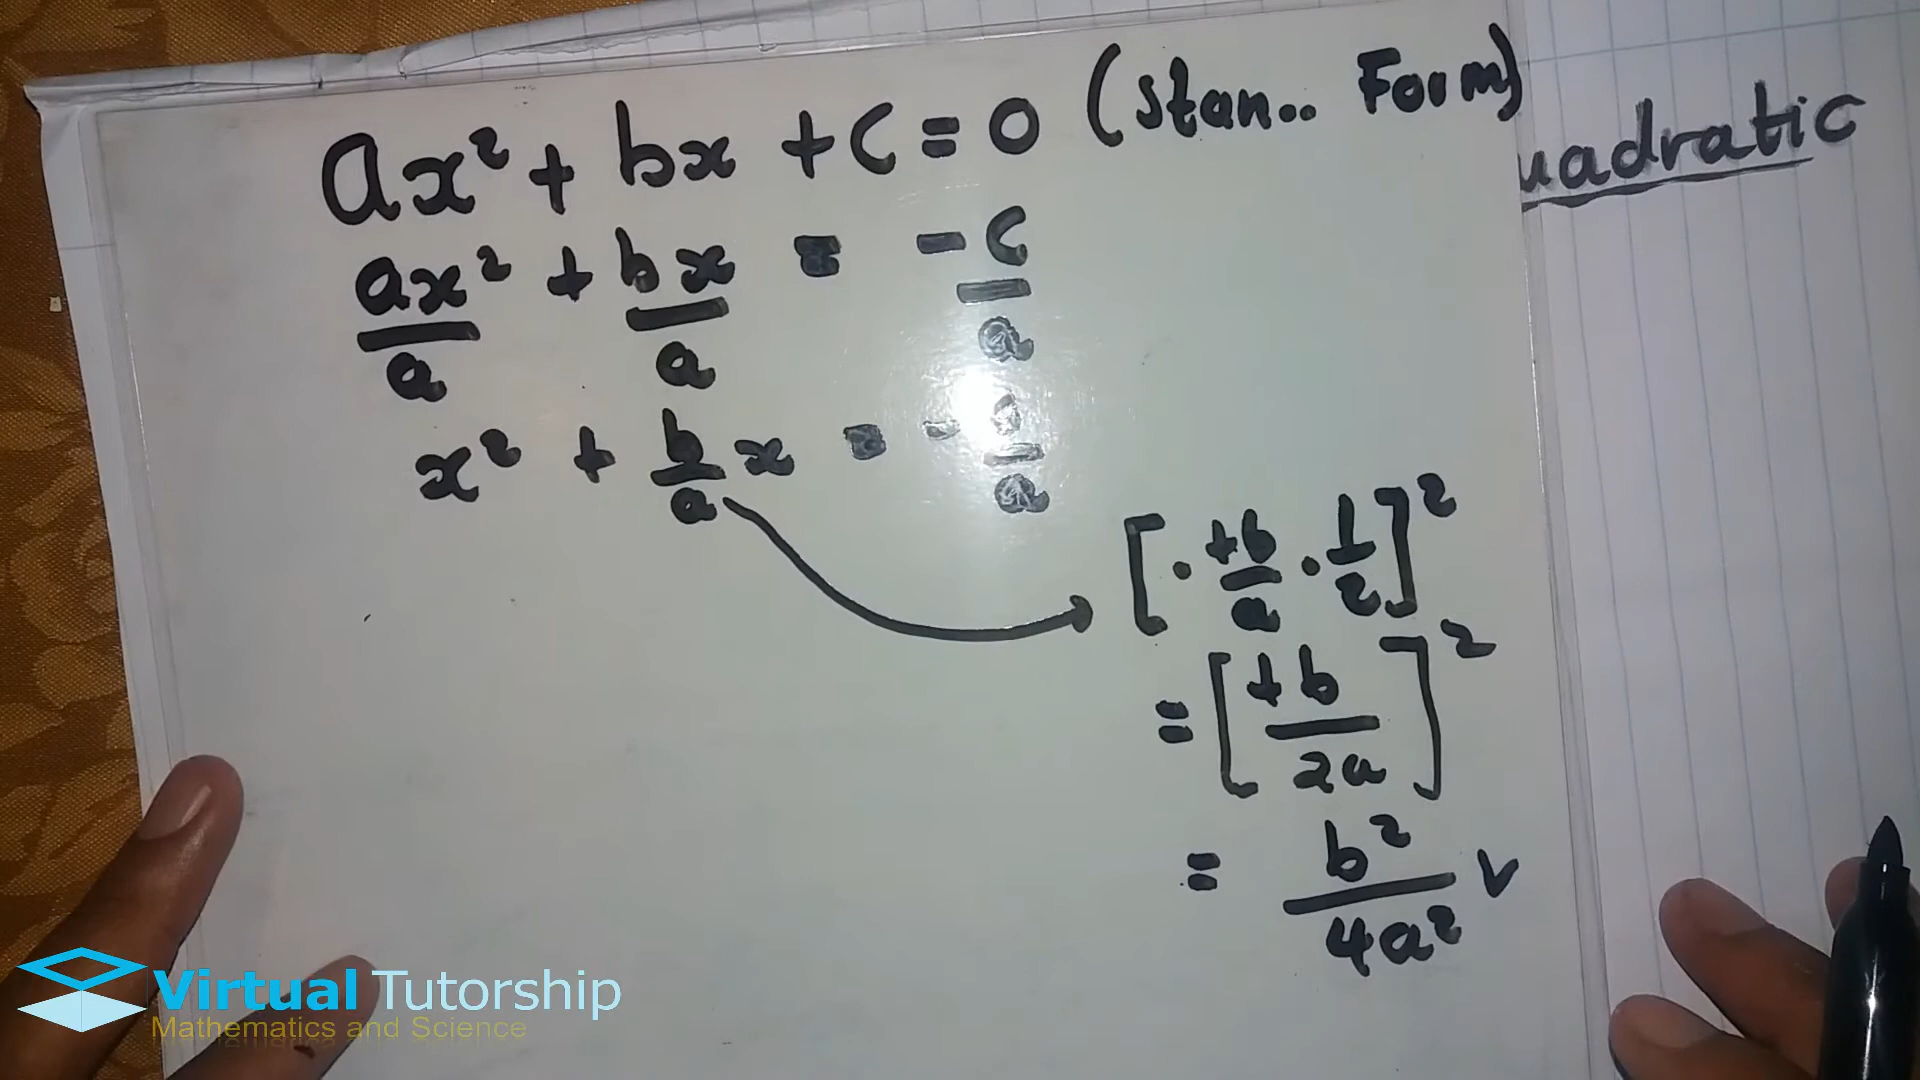 ax² + bx + c = 0 (Stan.. Form)
uadratic
ax²/a + bx/a = -c/a
x² + b/a x = -c/a
[· +b/a · 1/2]²
= [+b/2a]²
= b²/4a² ✓
Virtual Tutorship
Mathematics and Science